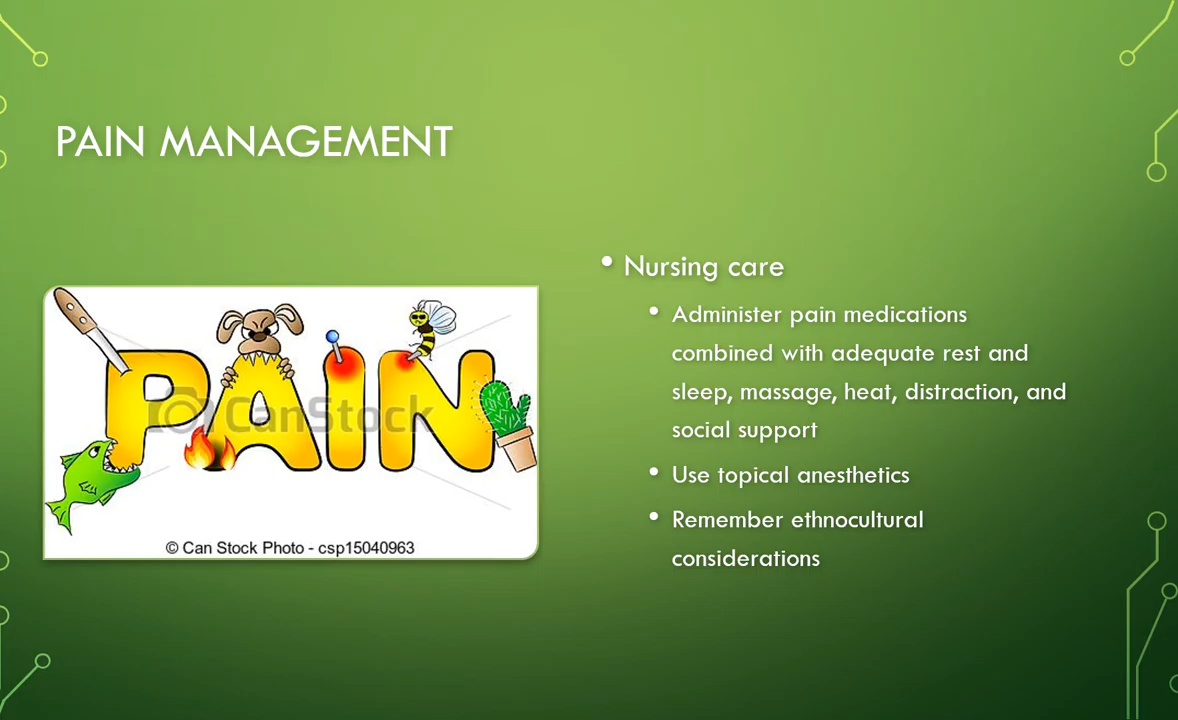 PAIN MANAGEMENT
PAIN
CanStock
© Can Stock Photo - csp15040963
• Nursing care
• Administer pain medications
combined with adequate rest and
sleep, massage, heat, distraction, and
social support
• Use topical anesthetics
• Remember ethnocultural
considerations